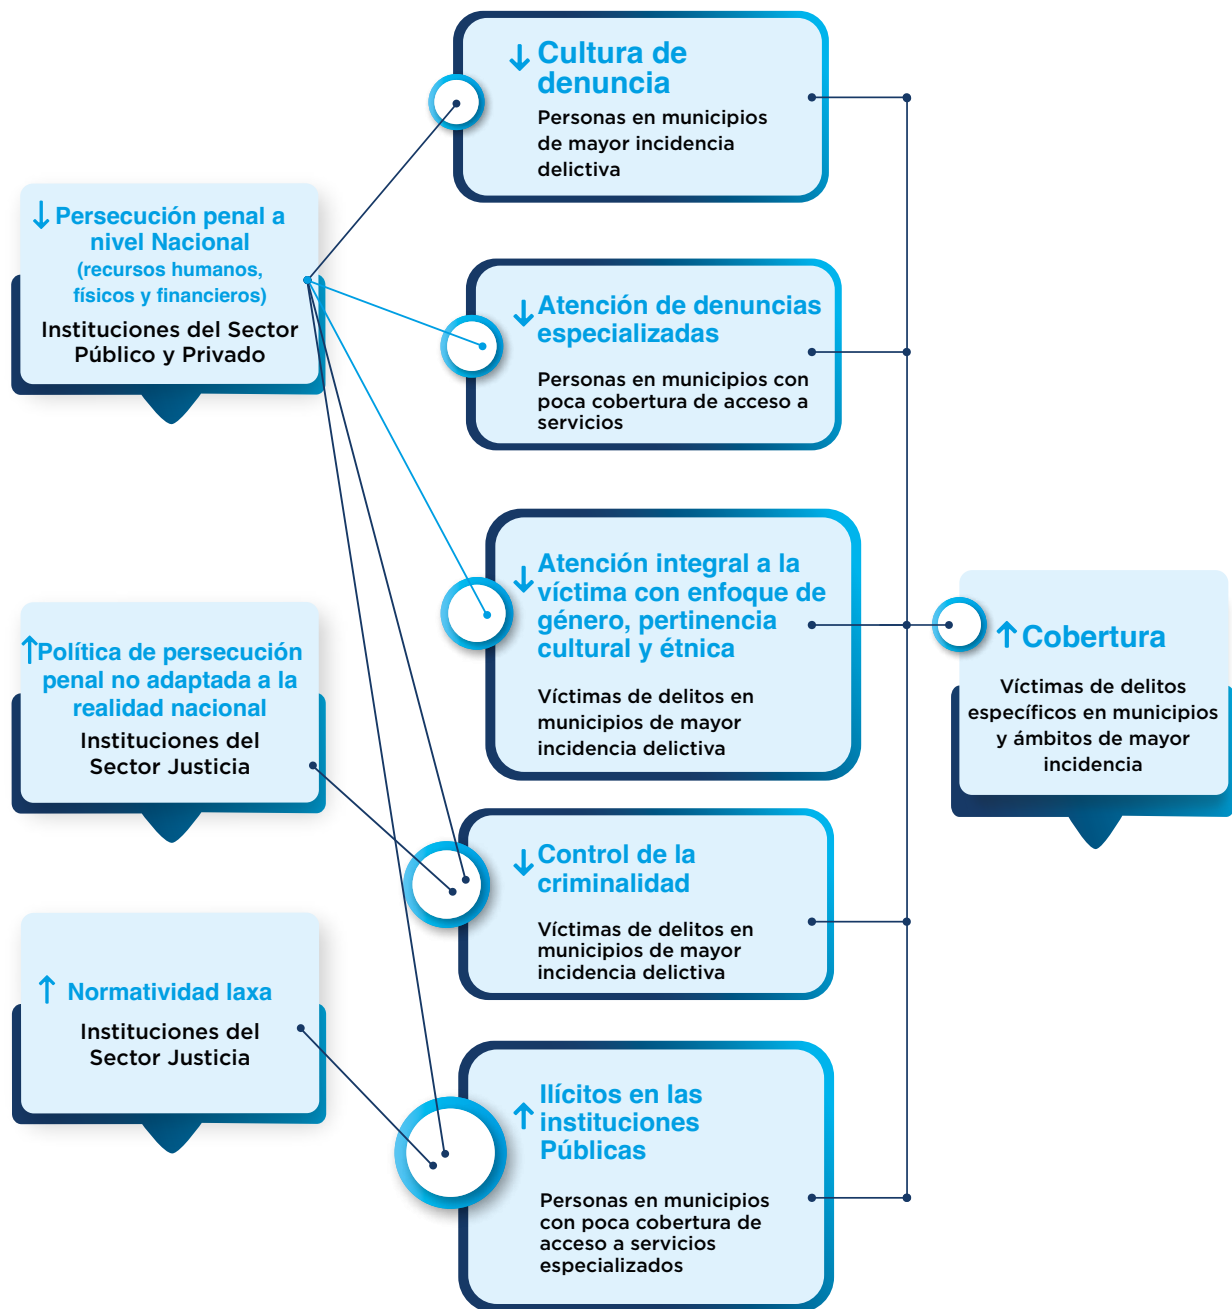 ↓ Persecución penal a
nivel Nacional
(recursos humanos,
físicos y financieros)
Instituciones del Sector
Público y Privado
↑ Política de persecución
penal no adaptada a la
realidad nacional
Instituciones del
Sector Justicia
↑ Normatividad laxa
Instituciones del
Sector Justicia
↓ Cultura de
denuncia
Personas en municipios
de mayor incidencia
delictiva
↓ Atención de denuncias
especializadas
Personas en municipios con
poca cobertura de acceso a
servicios
↓ Atención integral a la
víctima con enfoque de
género, pertinencia
cultural y étnica
Víctimas de delitos en
municipios de mayor
incidencia delictiva
↓ Control de la
criminalidad
Víctimas de delitos en
municipios de mayor
incidencia delictiva
↑ Ilícitos en las
instituciones
Públicas
Personas en municipios
con poca cobertura de
acceso a servicios
especializados
↑ Cobertura
Víctimas de delitos
específicos en municipios
y ámbitos de mayor
incidencia